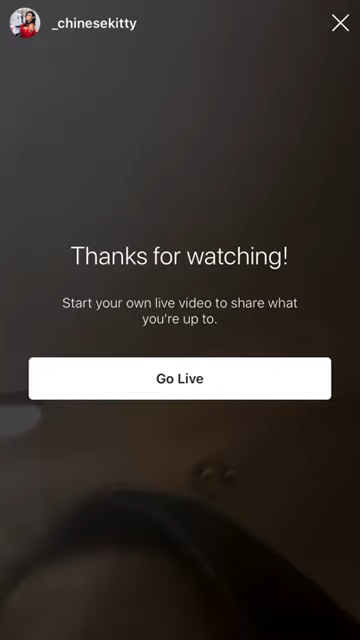 _chinesekitty
Thanks for watching!
Start your own live video to share what
you're up to.
Go Live